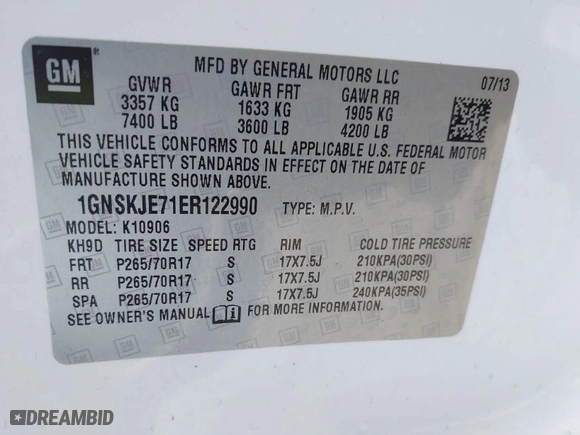 GM
MFD BY GENERAL MOTORS LLC
07/13
GVWR GAWR FRT GAWR RR
3357 KG 1633 KG 1905 KG
7400 LB 3600 LB 4200 LB
THIS VEHICLE CONFORMS TO ALL APPLICABLE U.S. FEDERAL MOTOR
VEHICLE SAFETY STANDARDS IN EFFECT ON THE DATE OF
MANUFACTURE SHOWN ABOVE.
1GNSKJE71ER122990 TYPE: M.P.V.
MODEL: K10906
KH9D TIRE SIZE SPEED RTG RIM COLD TIRE PRESSURE
FRT P265/70R17 S 17X7.5J 210KPA(30PSI)
RR P265/70R17 S 17X7.5J 210KPA(30PSI)
SPA P265/70R17 S 17X7.5J 240KPA(35PSI)
SEE OWNER'S MANUAL FOR MORE INFORMATION.
DREAMBID